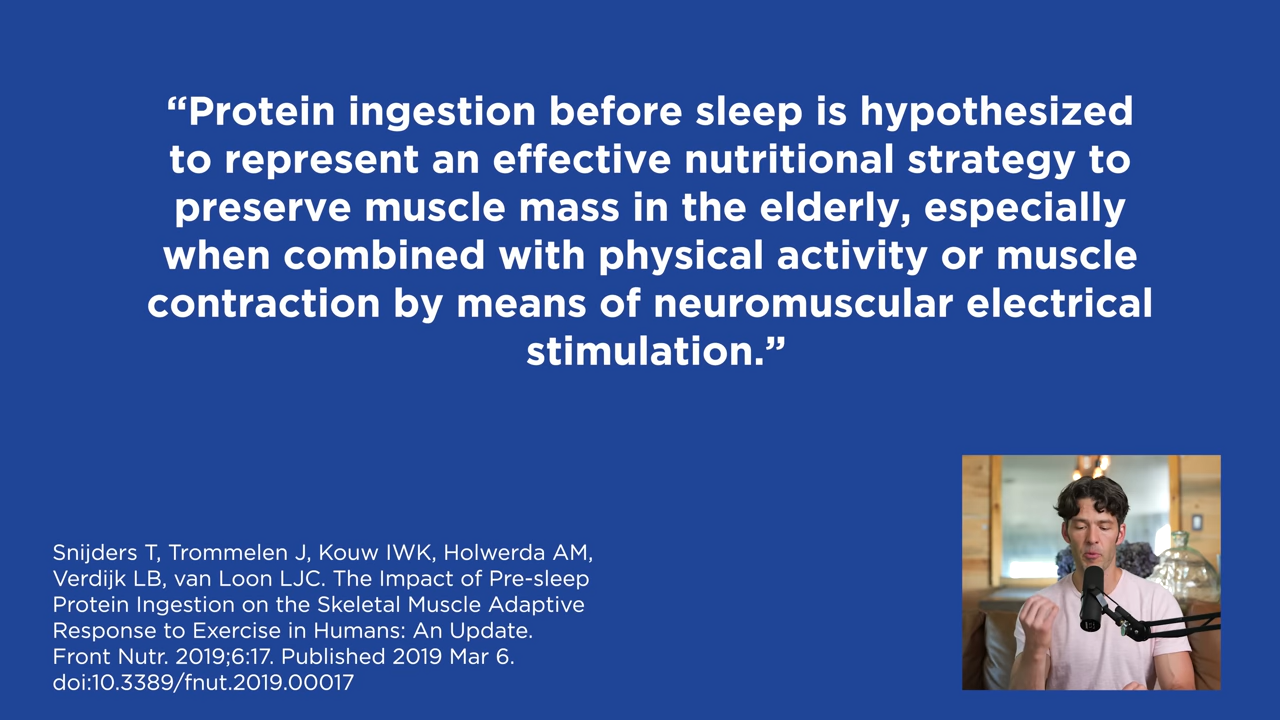 “Protein ingestion before sleep is hypothesized
to represent an effective nutritional strategy to
preserve muscle mass in the elderly, especially
when combined with physical activity or muscle
contraction by means of neuromuscular electrical
stimulation.”
Snijders T, Trommelen J, Kouw IWK, Holwerda AM,
Verdijk LB, van Loon LJC. The Impact of Pre-sleep
Protein Ingestion on the Skeletal Muscle Adaptive
Response to Exercise in Humans: An Update.
Front Nutr. 2019;6:17. Published 2019 Mar 6.
doi:10.3389/fnut.2019.00017